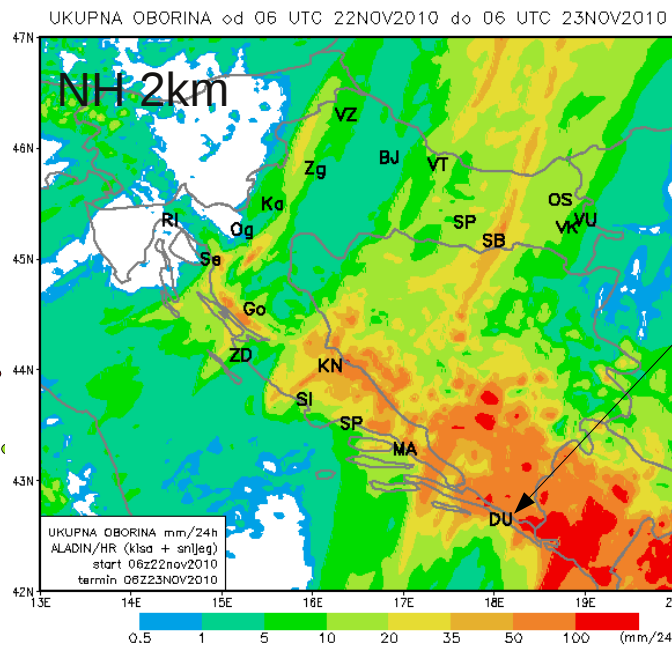 UKUPNA OBORINA od 06 UTC 22NOV2010 do 06 UTC 23NOV2010
47N
NH 2km
VZ
46N
BJ
VT
Zg
Ka
OS
RI
Og
SP
VK
VU
SB
45N
Se
Go
44N
ZD
KN
SI
SP
MA
43N
DU
UKUPNA OBORINA mm/24h
ALADIN/HR (kisa + snijeg)
start 06z22nov2010
termin 06Z23NOV2010
42N
13E 14E 15E 16E 17E 18E 19E
0.5 1 5 10 20 35 50 100 (mm/24